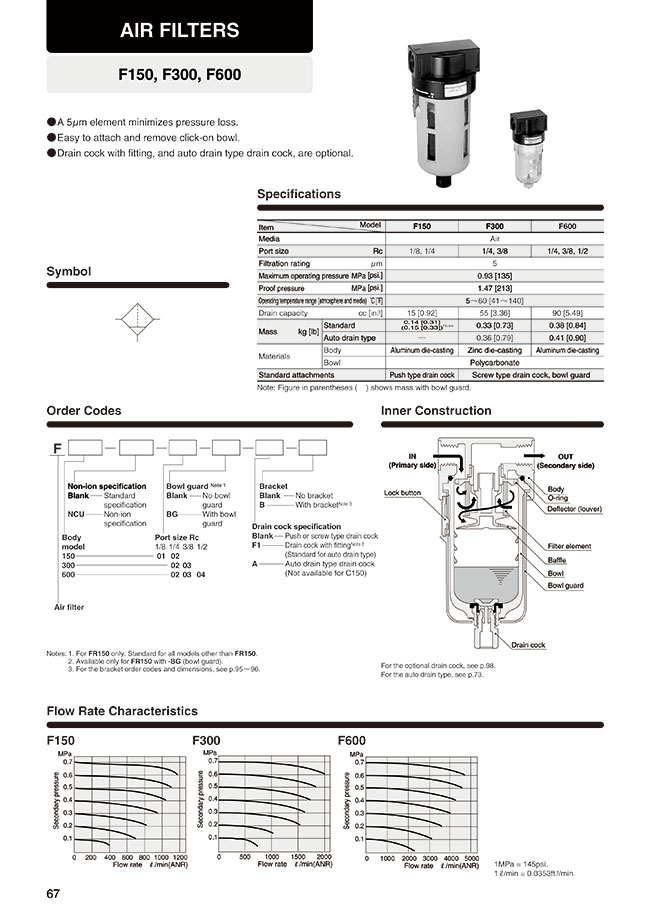 AIR FILTERS
F150, F300, F600
●A 5µm element minimizes pressure loss.
●Easy to attach and remove click-on bowl.
●Drain cock with fitting, and auto drain type drain cock, are optional.
Symbol
Specifications
Item Model F150 F300 F600
Media Air
Port size Rc 1/8, 1/4 1/4, 3/8 1/4, 3/8, 1/2
Filtration rating µm 5
Maximum operating pressure MPa [psi.] 0.93 [135]
Proof pressure MPa [psi.] 1.47 [213]
Operating temperature range (atmosphere and media) °C [°F] 5～60 [41～140]
Drain capacity cc [in.³] 15 [0.92] 55 [3.36] 90 [5.49]
Mass kg [lb] Standard 0.14 [0.31] (0.15 [0.33])Note 0.33 [0.73] 0.38 [0.84]
Auto drain type — 0.36 [0.79] 0.41 [0.90]
Materials Body Aluminum die-casting Zinc die-casting Aluminum die-casting
Bowl Polycarbonate
Standard attachments Push type drain cock Screw type drain cock, bowl guard
Note: Figure in parentheses ( ) shows mass with bowl guard.
Order Codes
F
Non-ion specification
Blank Standard
specification
NCU Non-ion
specification
Bowl guard Note 1
Blank No bowl
guard
BG With bowl
guard
Bracket
Blank No bracket
B With bracket Note 3
Body
model
Port size Rc
1/8 1/4 3/8 1/2
150 01 02
300 02 03
600 02 03 04
Drain cock specification
Blank Push or screw type drain cock
F1 Drain cock with fitting Note 2
(Standard for auto drain type)
A Auto drain type drain cock
(Not available for C150)
Air filter
Notes: 1. For FR150 only. Standard for all models other than FR150.
2. Available only for FR150 with -BG (bowl guard).
3. For the bracket order codes and dimensions, see p.95～96.
Inner Construction
IN
(Primary side)
OUT
(Secondary side)
Lock button
Body
O-ring
Deflector (louver)
Filter element
Baffle
Bowl
Bowl guard
Drain cock
For the optional drain cock, see p.98.
For the auto drain type, see p.73.
Flow Rate Characteristics
F150
MPa
0.7
0.6
0.5
0.4
0.3
0.2
0.1
Secondary pressure
0 200 400 600 800 1000 1200
Flow rate ℓ/min(ANR)
F300
MPa
0.7
0.6
0.5
0.4
0.3
0.2
0.1
Secondary pressure
0 500 1000 1500 2000
Flow rate ℓ/min(ANR)
F600
MPa
0.7
0.6
0.5
0.4
0.3
0.2
0.1
Secondary pressure
0 1000 2000 3000 4000 5000
Flow rate ℓ/min(ANR)
1MPa = 145psi.
1 ℓ/min = 0.0353ft³/min.
67